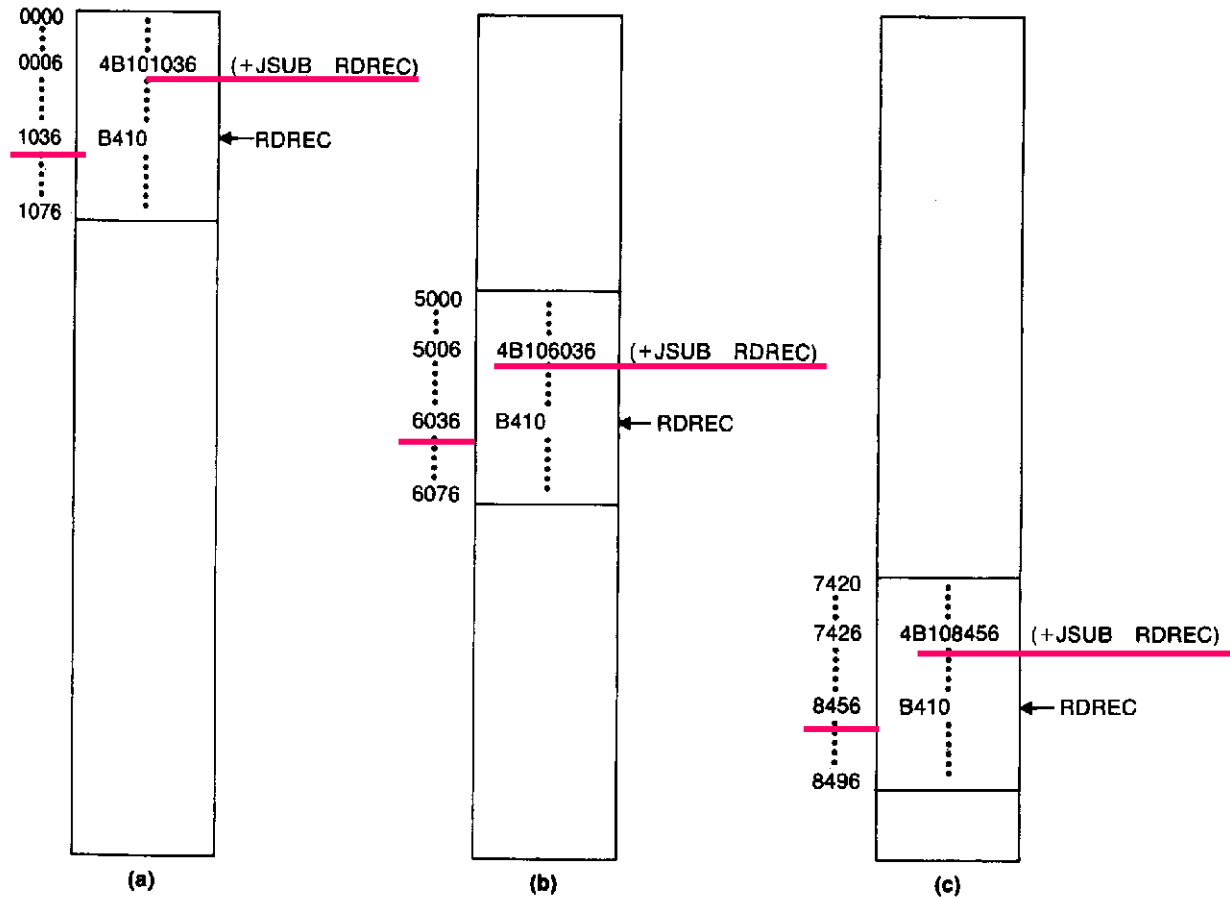 0000
0006 4B101036 (+JSUB RDREC)
1036 B410 RDREC
1076
(a)
5000
5006 4B106036 (+JSUB RDREC)
6036 B410 RDREC
6076
(b)
7420
7426 4B108456 (+JSUB RDREC)
8456 B410 RDREC
8496
(c)